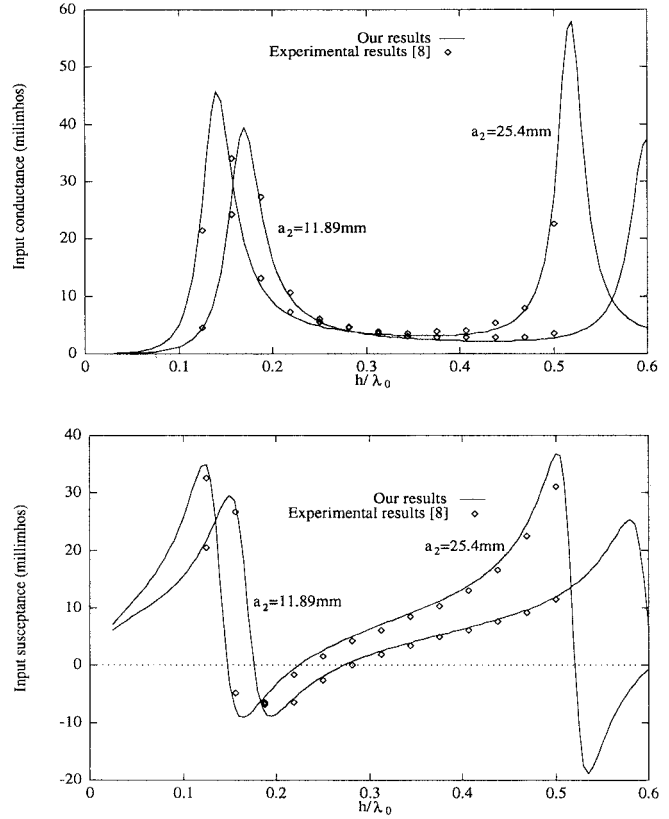 60
50
40
30
20
10
0
Input conductance (milimhos)
Our results
Experimental results [8]
a2=25.4mm
a2=11.89mm
0 0.1 0.2 0.3 0.4 0.5 0.6
h/λ0
40
30
20
10
0
-10
-20
Input susceptance (millimhos)
Our results
Experimental results [8]
a2=25.4mm
a2=11.89mm
0 0.1 0.2 0.3 0.4 0.5 0.6
h/λ0